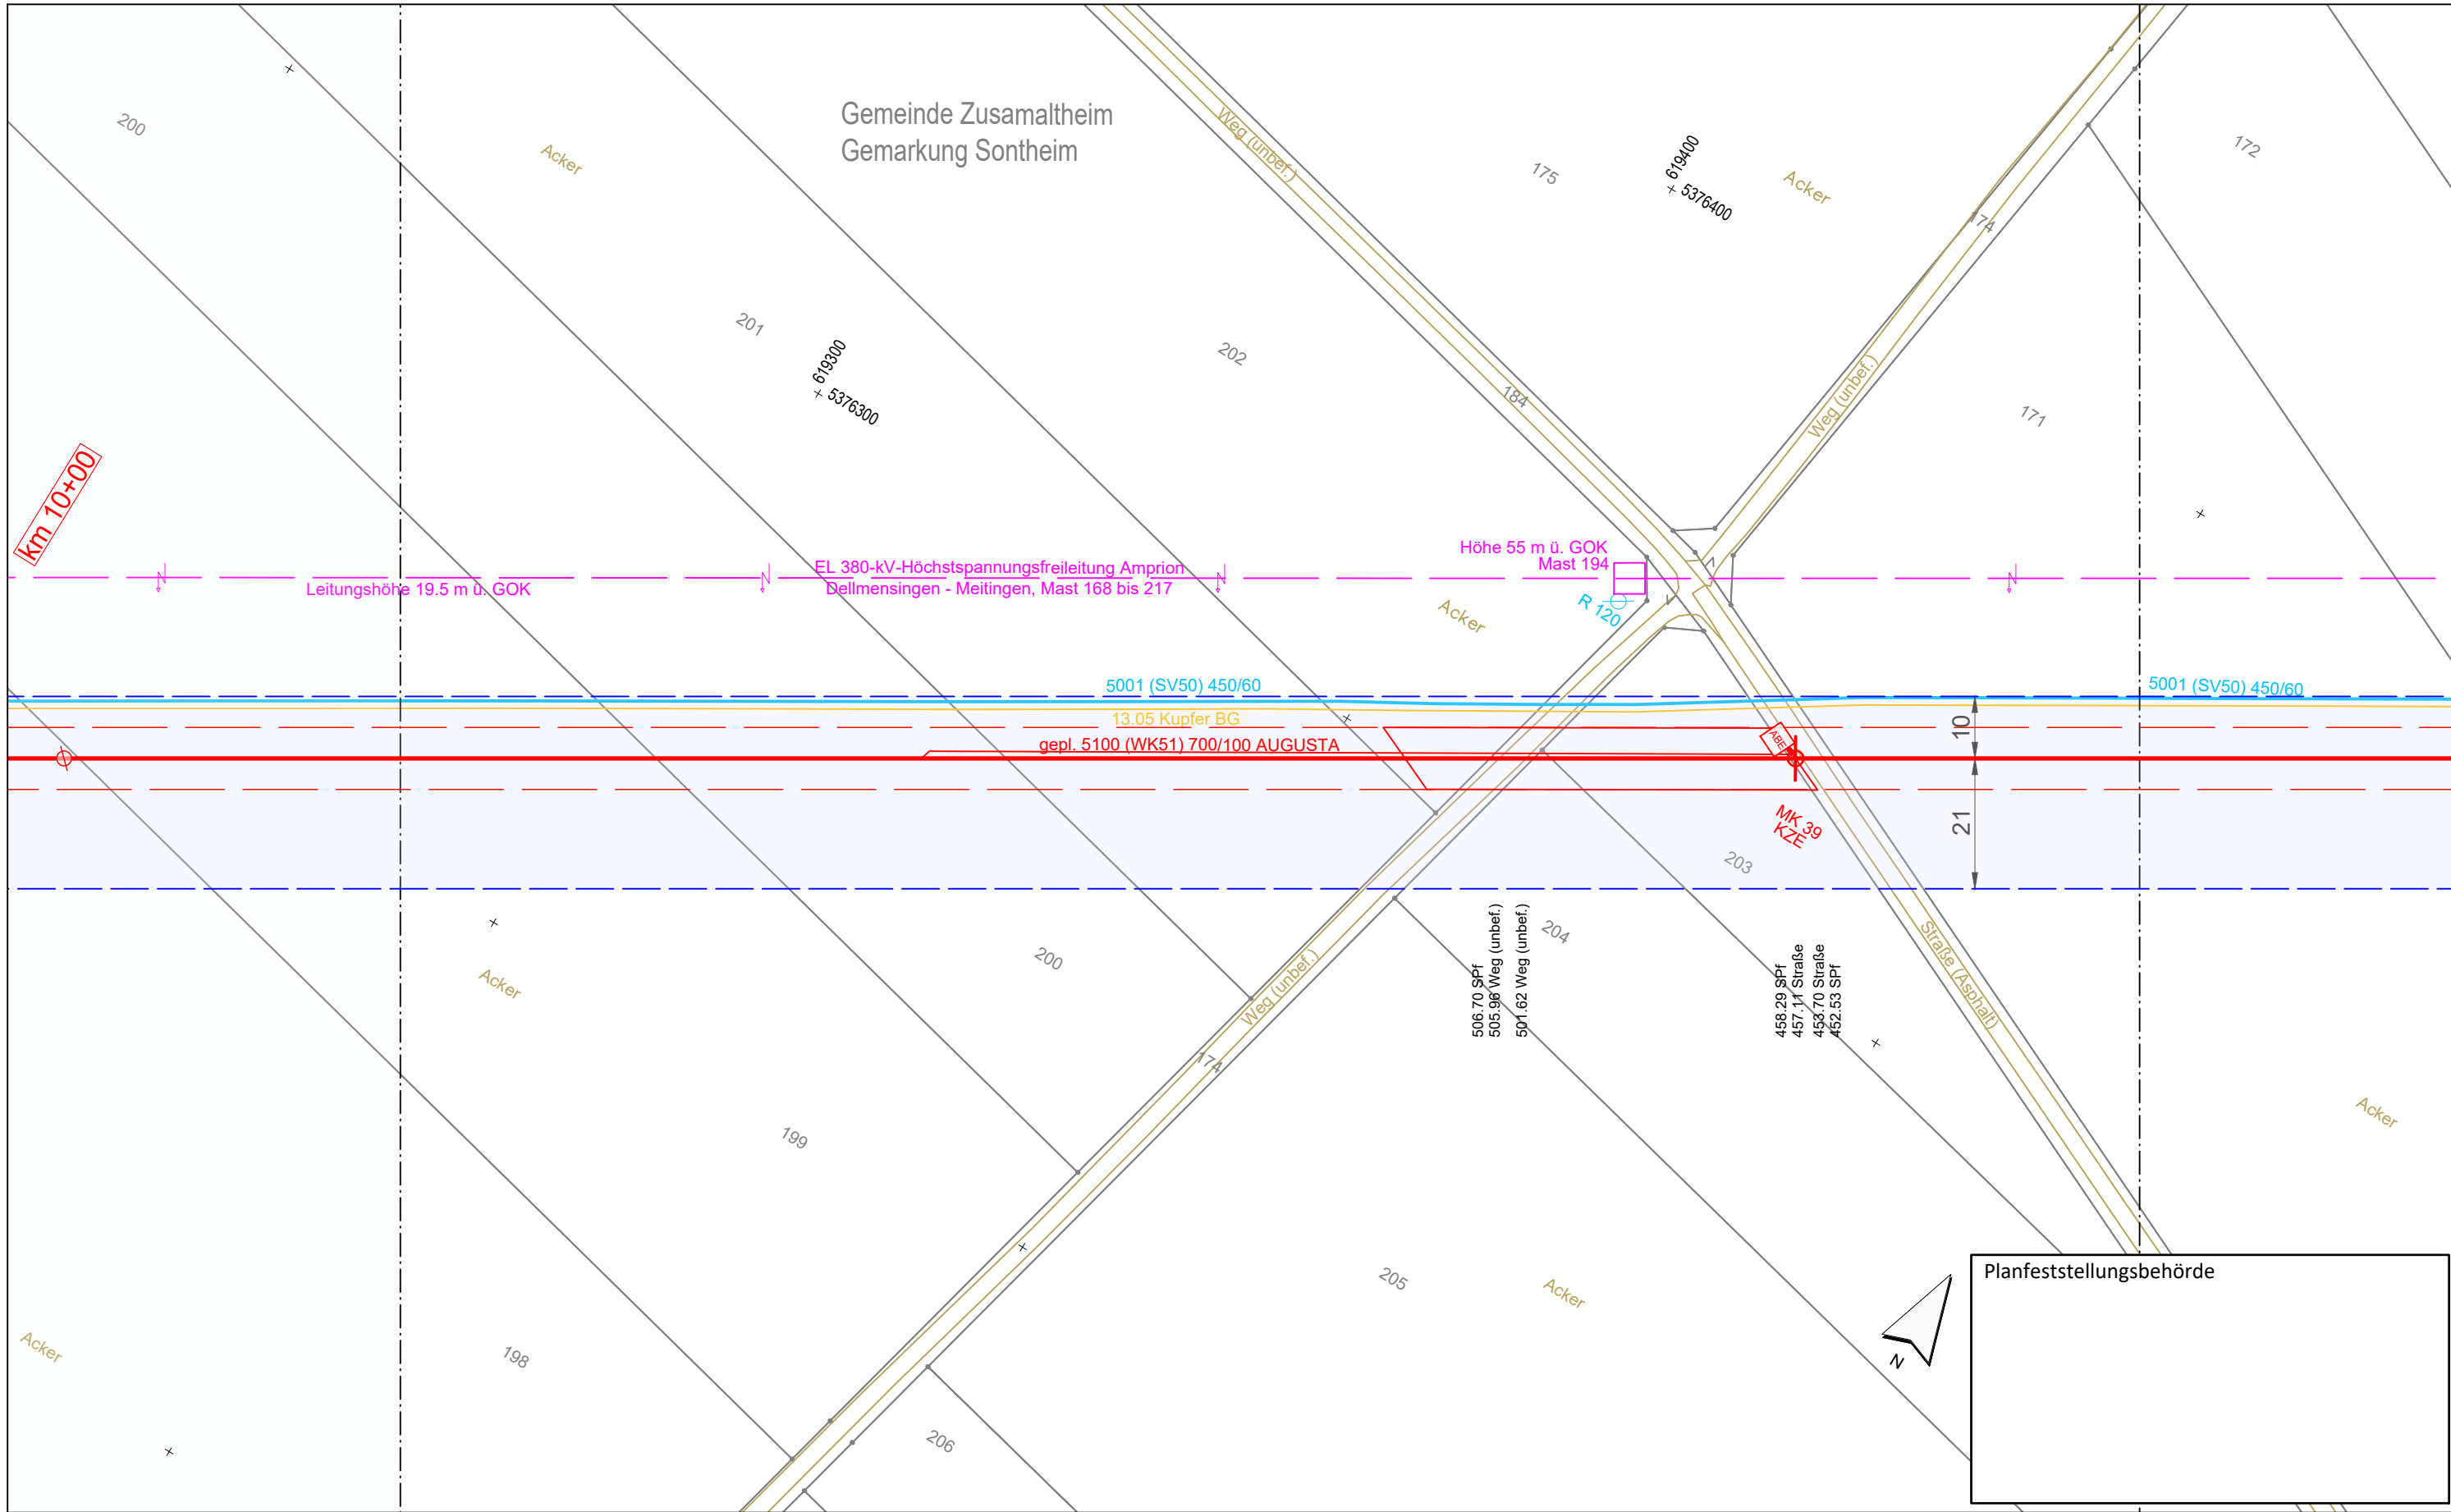 Gemeinde Zusamaltheim
Gemarkung Sontheim
200
Acker
Weg (unbef.)
175
619400
5376400
Acker
172
174
201
619300
5376300
202
184
Weg (unbef.)
171
km 10+00
Höhe 55 m ü. GOK
Mast 194
EL 380-kV-Höchstspannungsfreileitung Amprion
Dellmensingen - Meitingen, Mast 168 bis 217
Leitungshöhe 19.5 m ü. GOK
N
N
N
N
R 120
Acker
5001 (SV50) 450/60
5001 (SV50) 450/60
13.05 Kupfer BG
gepl. 5100 (WK51) 700/100 AUGUSTA
10
21
MK 39
KZE
203
204
200
Acker
Weg (unbef.)
506.70 SPf
505.96 Weg (unbef.)
501.62 Weg (unbef.)
458.29 SPf
457.11 Straße
453.70 Straße
452.53 SPf
Straße (Asphalt)
174
199
Acker
205
Acker
Acker
198
206
N
Planfeststellungsbehörde